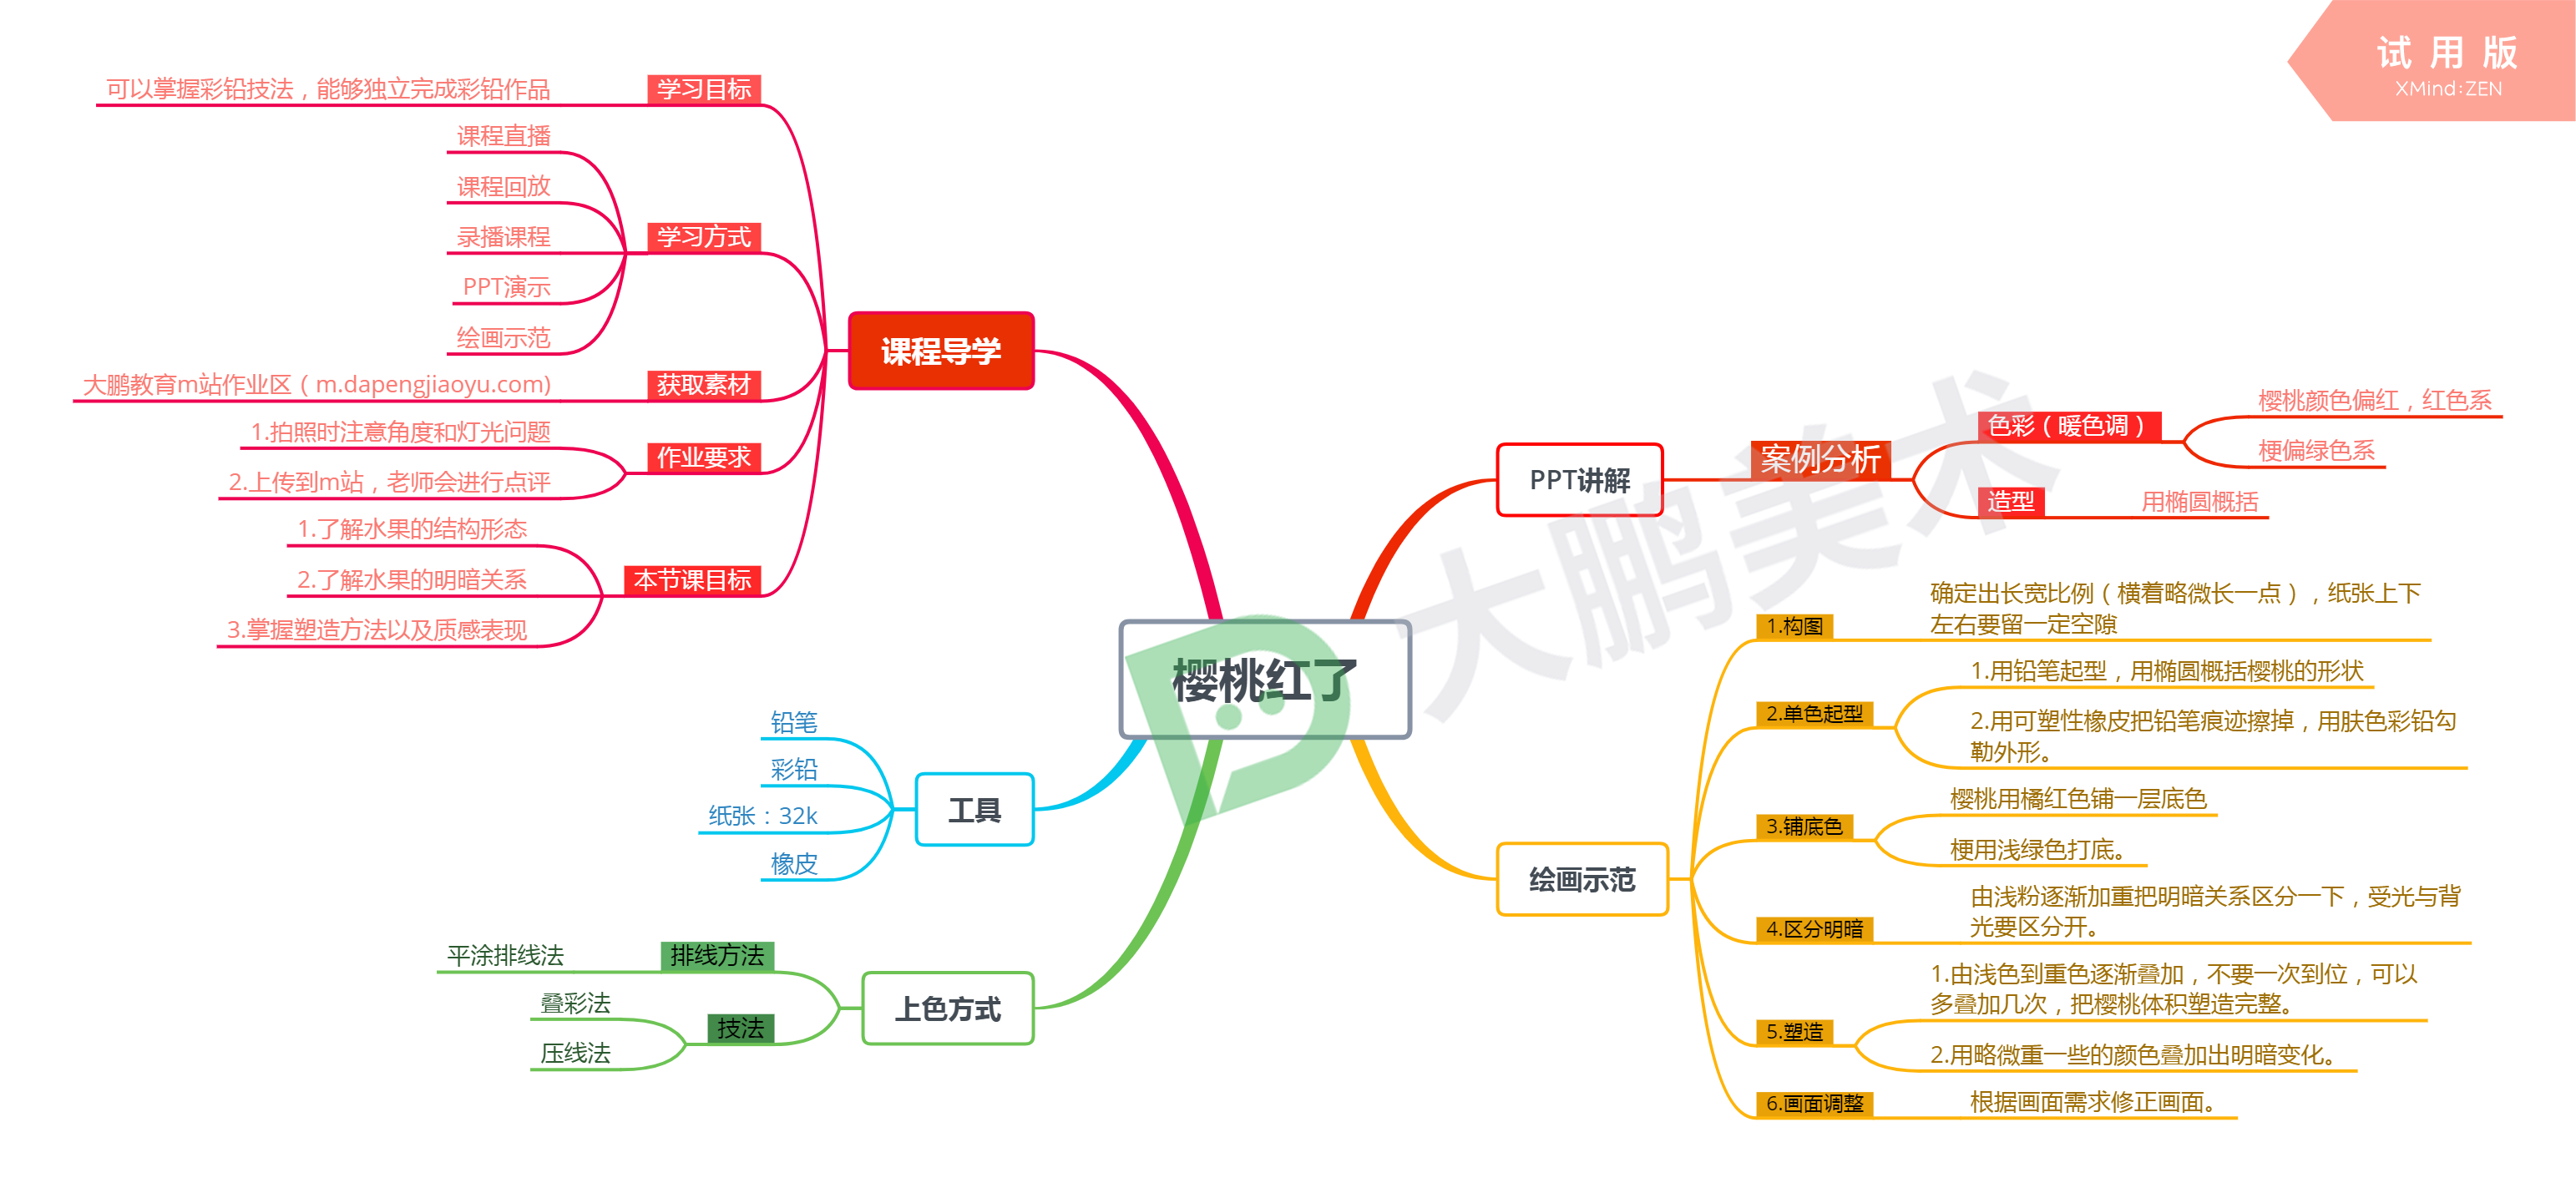 试用版
XMind:ZEN
樱桃红了
课程导学
学习目标
可以掌握彩铅技法，能够独立完成彩铅作品
学习方式
课程直播
课程回放
录播课程
PPT演示
绘画示范
获取素材
大鹏教育m站作业区（m.dapengjiaoyu.com)
作业要求
1.拍照时注意角度和灯光问题
2.上传到m站，老师会进行点评
本节课目标
1.了解水果的结构形态
2.了解水果的明暗关系
3.掌握塑造方法以及质感表现
工具
铅笔
彩铅
纸张：32k
橡皮
上色方式
排线方法
平涂排线法
技法
叠彩法
压线法
PPT讲解
案例分析
色彩（暖色调）
樱桃颜色偏红，红色系
梗偏绿色系
造型
用椭圆概括
绘画示范
1.构图
确定出长宽比例（横着略微长一点），纸张上下
左右要留一定空隙
2.单色起型
1.用铅笔起型，用椭圆概括樱桃的形状
2.用可塑性橡皮把铅笔痕迹擦掉，用肤色彩铅勾
勒外形。
3.铺底色
樱桃用橘红色铺一层底色
梗用浅绿色打底。
4.区分明暗
由浅粉逐渐加重把明暗关系区分一下，受光与背
光要区分开。
5.塑造
1.由浅色到重色逐渐叠加，不要一次到位，可以
多叠加几次，把樱桃体积塑造完整。
2.用略微重一些的颜色叠加出明暗变化。
6.画面调整
根据画面需求修正画面。
大鹏美术